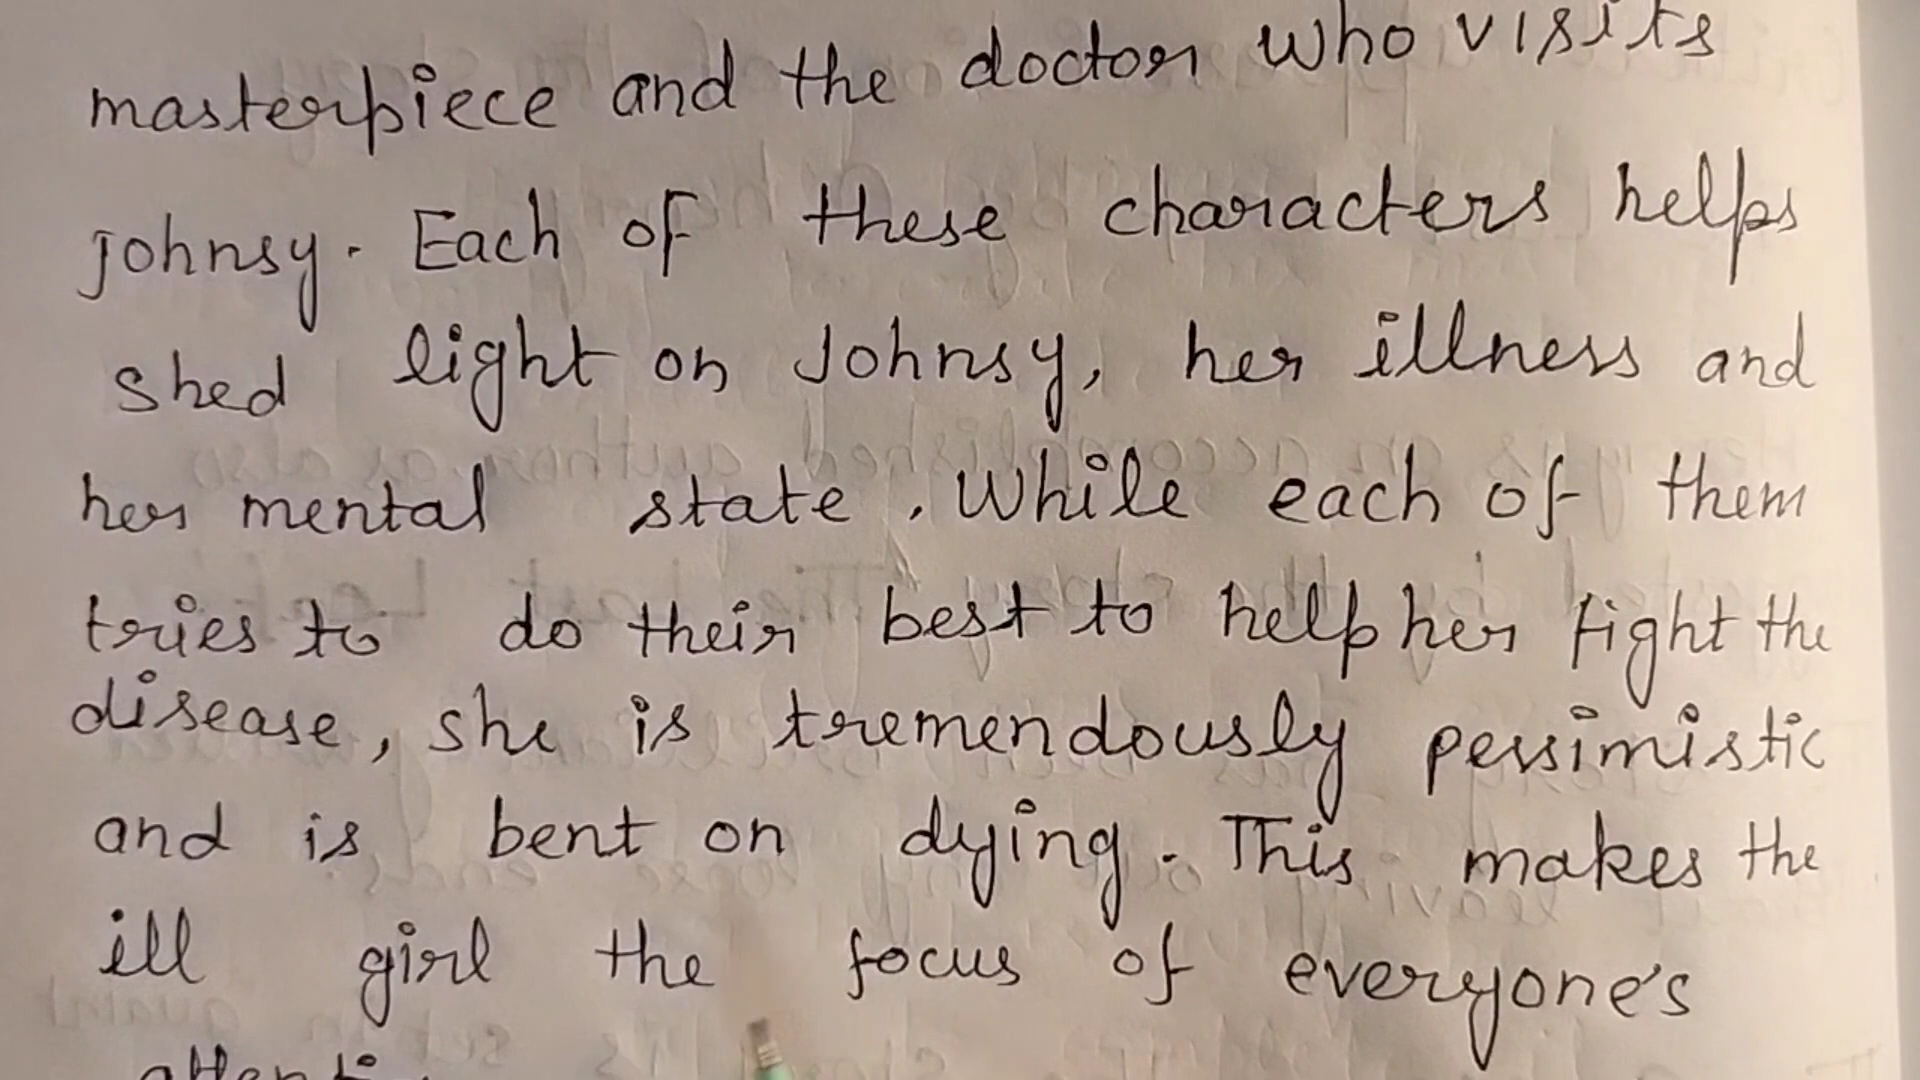 masterpiece and the doctor who visits
johnsy. Each of these characters helps
shed light on Johnsy, her illness and
her mental state. While each of them
tries to do their best to help her fight the
disease, she is tremendously pessimistic
and is bent on dying. This makes the
ill girl the focus of everyone's